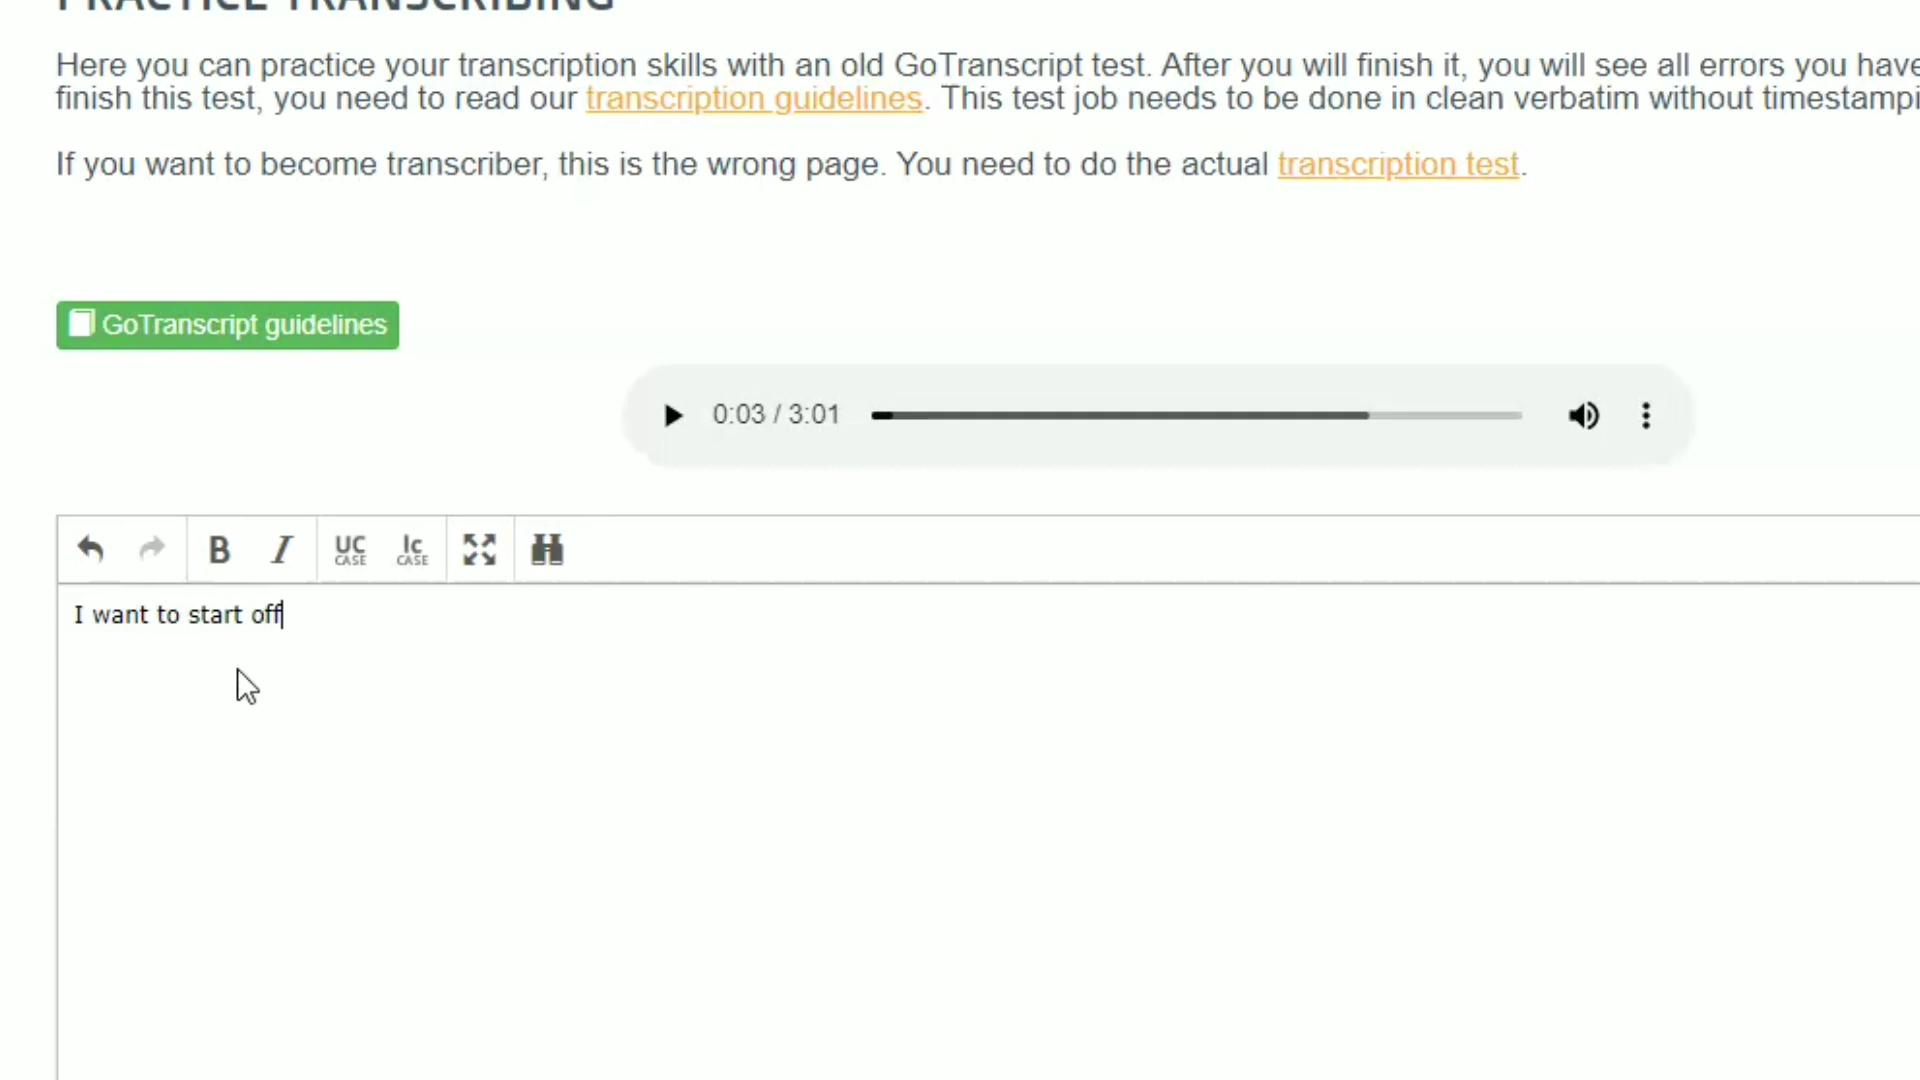 PRACTICE TRANSCRIBING
Here you can practice your transcription skills with an old GoTranscript test. After you will finish it, you will see all errors you have
finish this test, you need to read our transcription guidelines. This test job needs to be done in clean verbatim without timestampi
If you want to become transcriber, this is the wrong page. You need to do the actual transcription test.
GoTranscript guidelines
0:03 / 3:01
B I UC CASE lc CASE
I want to start off